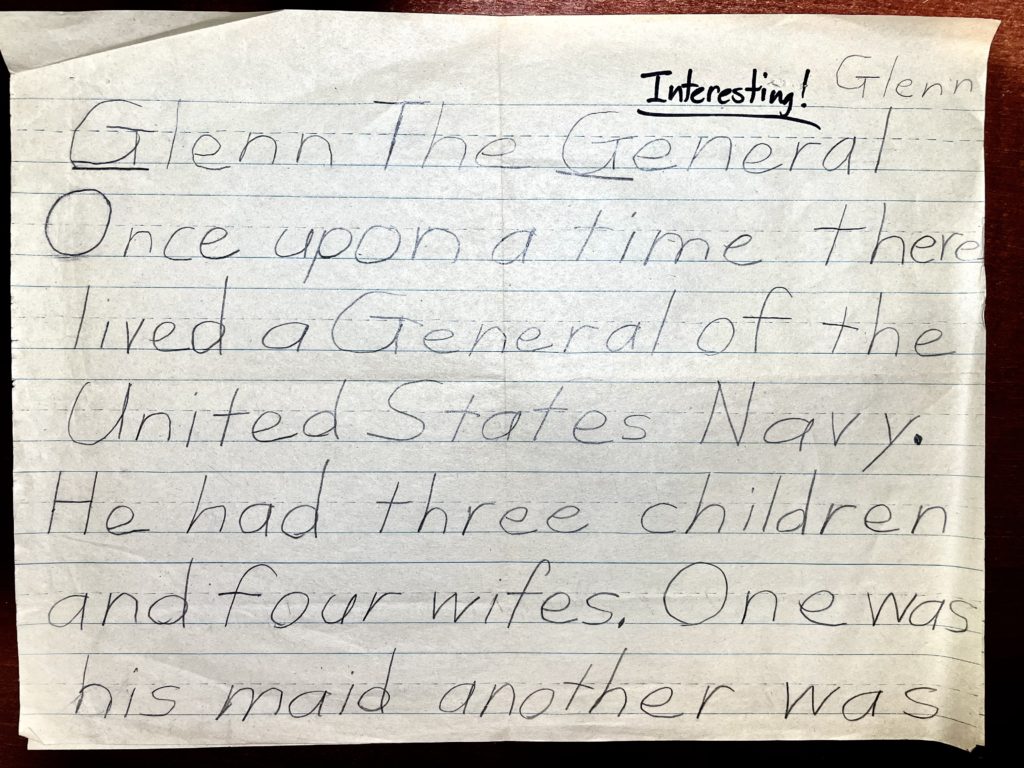 Interesting! Glenn
Glenn The General
Once upon a time there
lived a General of the
United States Navy.
He had three children
and four wifes. One was
his maid another was